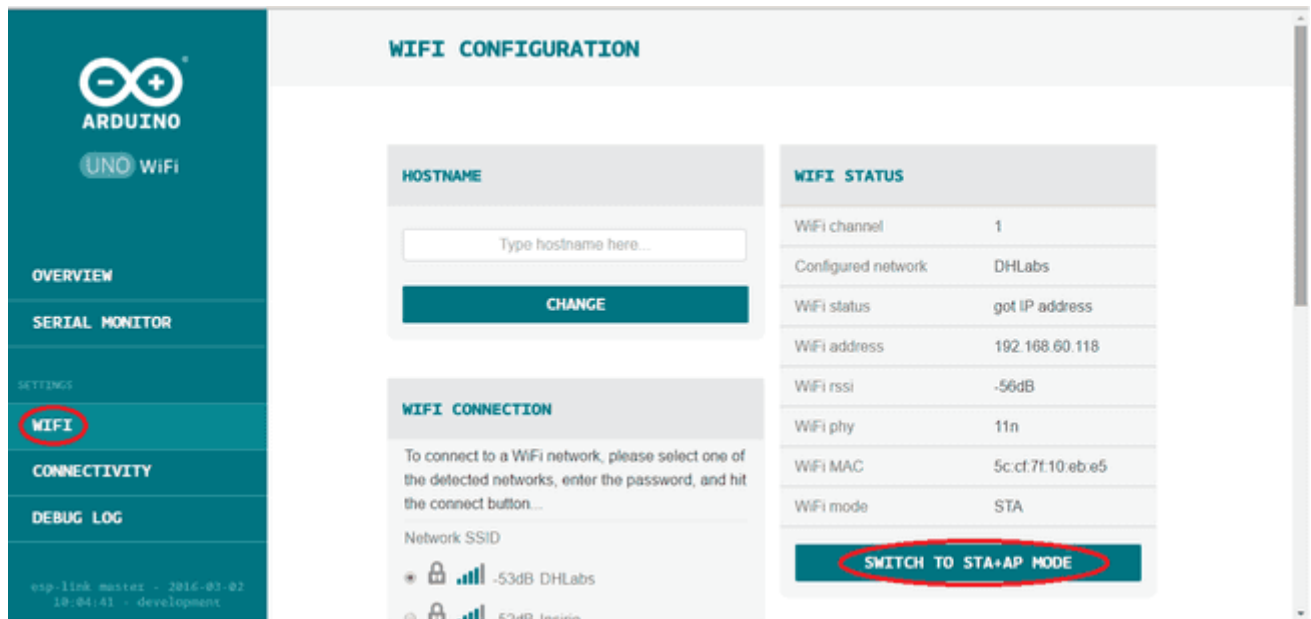 ARDUINO
UNO WiFi
OVERVIEW
SERIAL MONITOR
SETTINGS
WIFI
CONNECTIVITY
DEBUG LOG
esp-link master - 2016-03-02
10:04:41 - development
WIFI CONFIGURATION
HOSTNAME
Type hostname here...
CHANGE
WIFI CONNECTION
To connect to a WiFi network, please select one of
the detected networks, enter the password, and hit
the connect button...
Network SSID
-53dB DHLabs
WIFI STATUS
WiFi channel 1
Configured network DHLabs
WiFi status got IP address
WiFi address 192.168.60.118
WiFi rssi -56dB
WiFi phy 11n
WiFi MAC 5c:cf:7f:10:eb:e5
WiFi mode STA
SWITCH TO STA+AP MODE